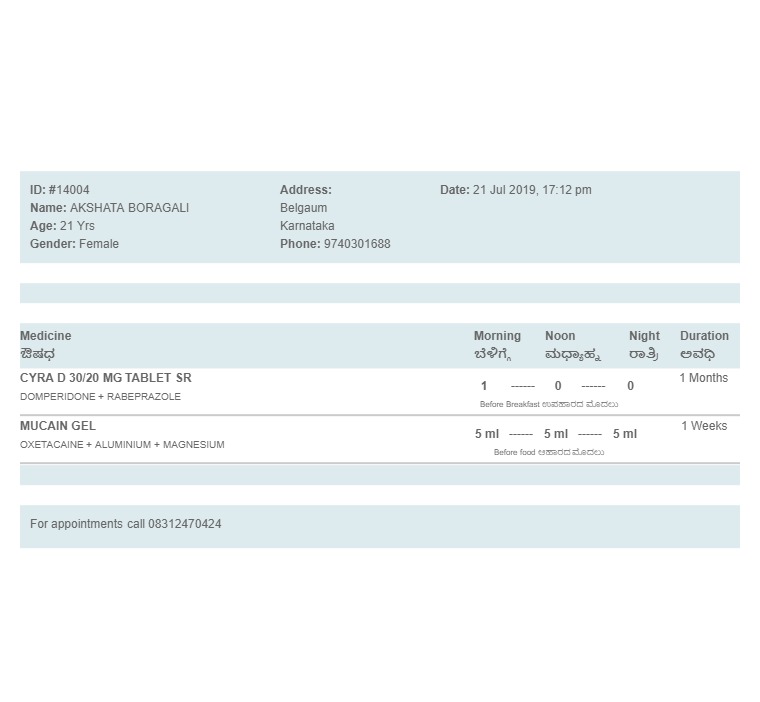 ID: #14004
Name: AKSHATA BORAGALI
Age: 21 Yrs
Gender: Female
Address:
Belgaum
Karnataka
Phone: 9740301688
Date: 21 Jul 2019, 17:12 pm
Medicine Morning Noon Night Duration
ಔಷಧ ಬೆಳಿಗ್ಗೆ ಮಧ್ಯಾಹ್ನ ರಾತ್ರಿ ಅವಧಿ
CYRA D 30/20 MG TABLET SR 1 ------ 0 ------ 0 1 Months
DOMPERIDONE + RABEPRAZOLE Before Breakfast ಉಪಹಾರದ ಮೊದಲು
MUCAIN GEL 5 ml ------ 5 ml ------ 5 ml 1 Weeks
OXETACAINE + ALUMINIUM + MAGNESIUM Before food ಆಹಾರದ ಮೊದಲು
For appointments call 08312470424